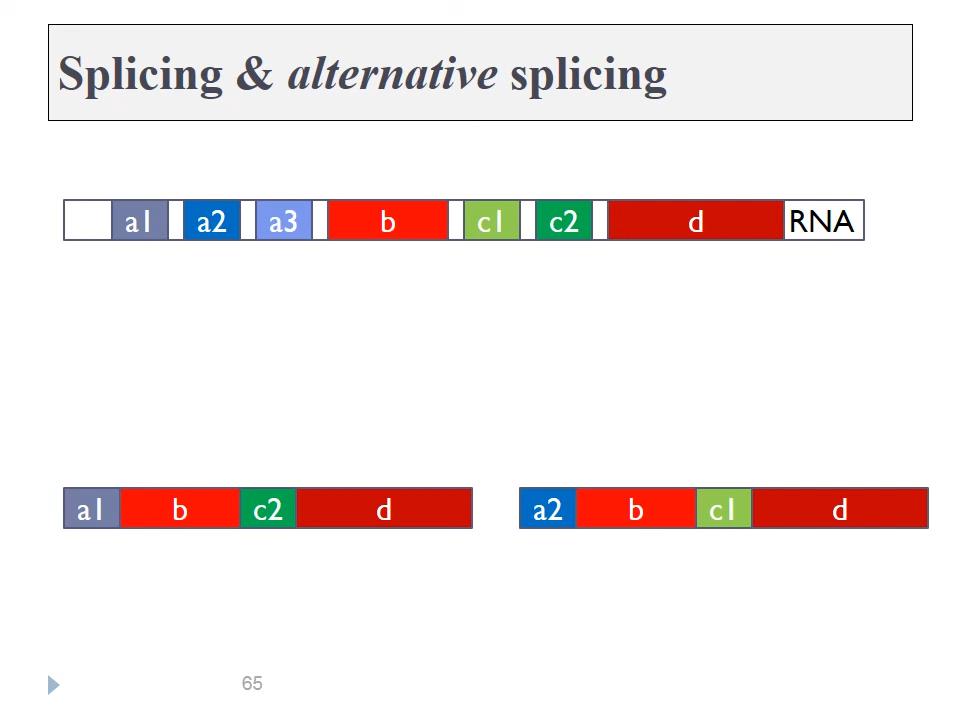 Splicing & alternative splicing
a1 a2 a3 b c1 c2 d RNA
a1 b c2 d a2 b c1 d
65